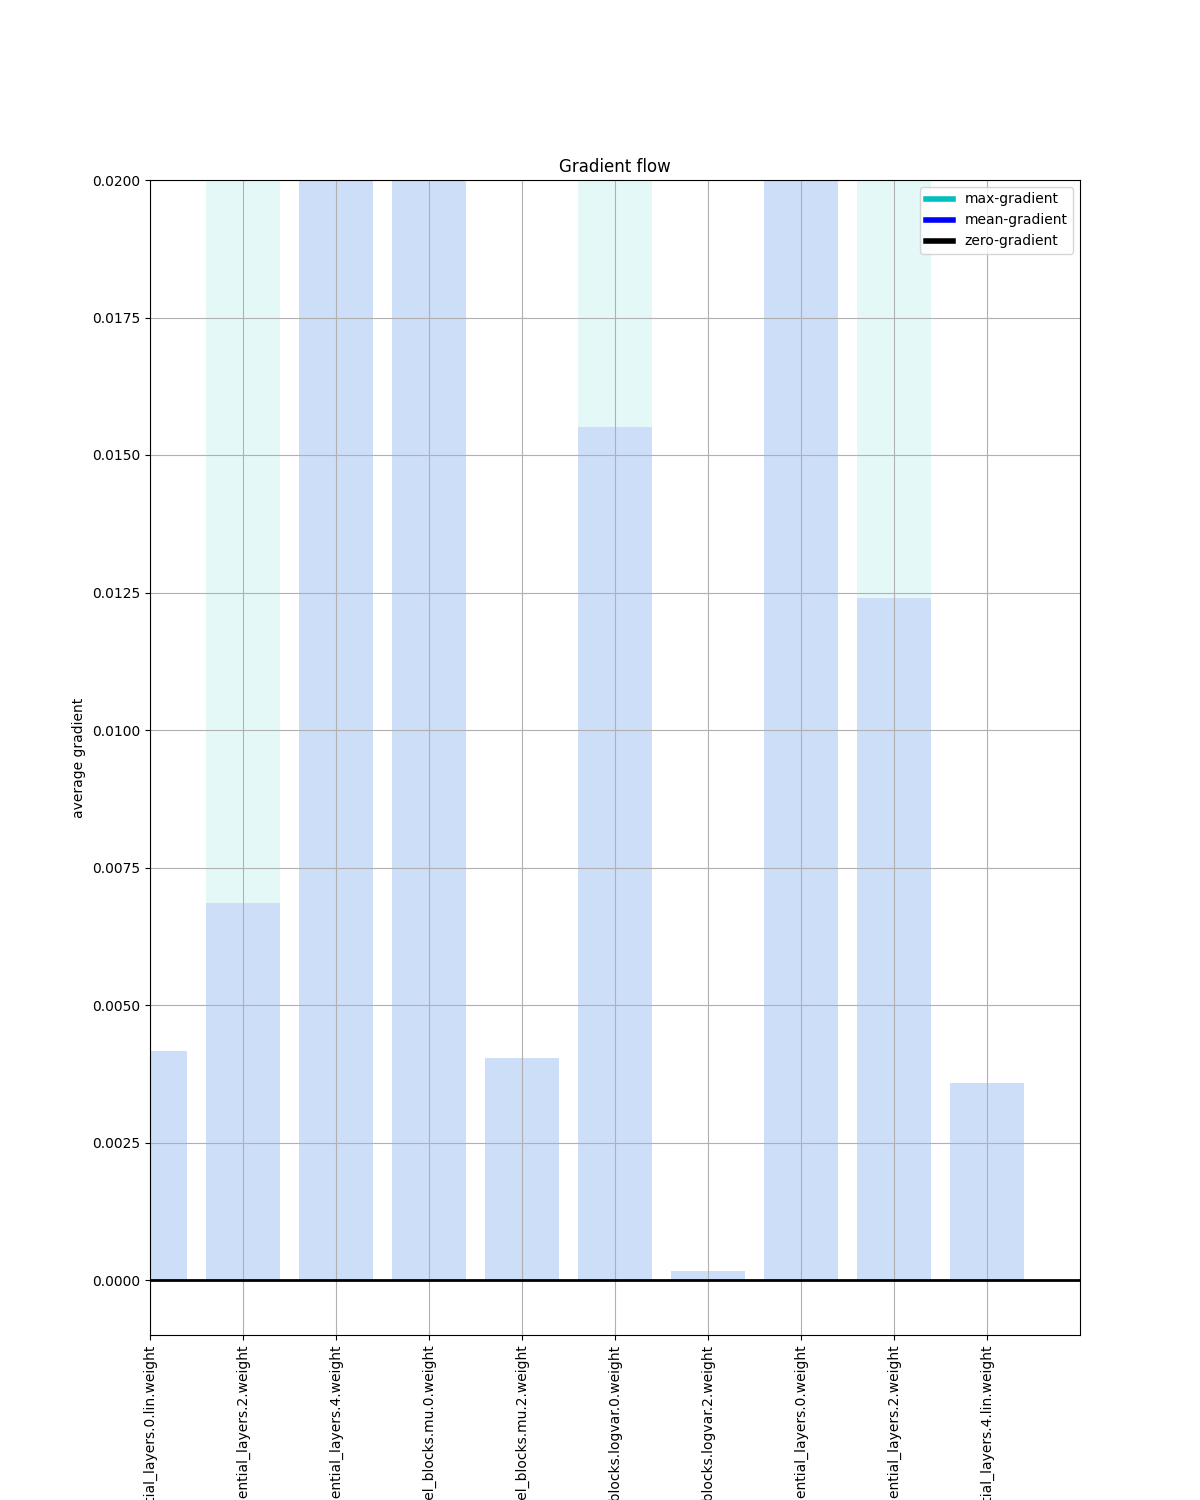 Gradient flow
max-gradient
mean-gradient
zero-gradient
0.0200
0.0175
0.0150
0.0125
0.0100
0.0075
0.0050
0.0025
0.0000
average gradient
tial_layers.0.lin.weight
ential_layers.2.weight
ential_layers.4.weight
el_blocks.mu.0.weight
el_blocks.mu.2.weight
blocks.logvar.0.weight
blocks.logvar.2.weight
ential_layers.0.weight
ential_layers.2.weight
tial_layers.4.lin.weight